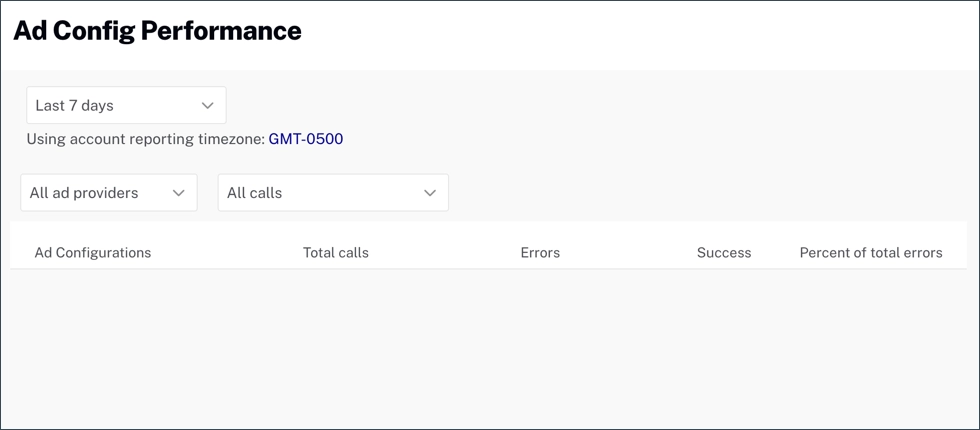 Ad Config Performance
Last 7 days
Using account reporting timezone: GMT-0500
All ad providers All calls
Ad Configurations Total calls Errors Success Percent of total errors